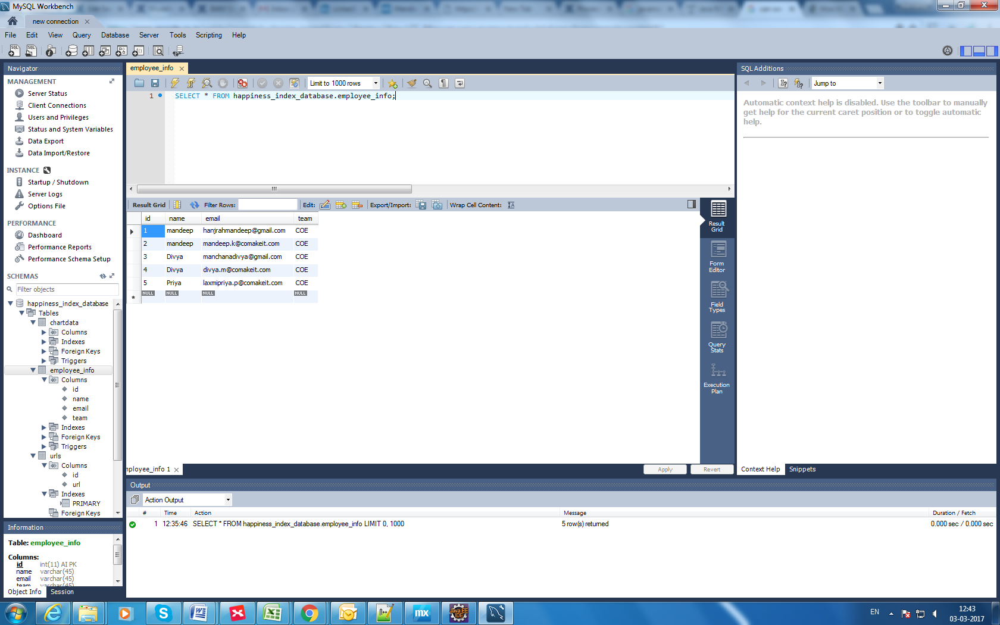 MySQL Workbench
new connection
File Edit View Query Database Server Tools Scripting Help
Navigator
MANAGEMENT
Server Status
Client Connections
Users and Privileges
Status and System Variables
Data Export
Data Import/Restore
INSTANCE
Startup / Shutdown
Server Logs
Options File
PERFORMANCE
Dashboard
Performance Reports
Performance Schema Setup
SCHEMAS
Filter objects
happiness_index_database
Tables
chartdata
Columns
Indexes
Foreign Keys
Triggers
employee_info
Columns
id
name
email
team
Indexes
Foreign Keys
Triggers
urls
Columns
id
url
Indexes
PRIMARY
Foreign Keys
Information
Table: employee_info
Columns:
id int(11) AI PK
name varchar(45)
email varchar(45)
team varchar(45)
Object Info Session
employee_info
Limit to 1000 rows
1 SELECT * FROM happiness_index_database.employee_info;
Result Grid Filter Rows: Edit: Export/Import: Wrap Cell Content:
id name email team
1 mandeep hanjrahmandeep@gmail.com COE
2 mandeep mandeep.k@comakeit.com COE
3 Divya manchanadivya@gmail.com COE
4 Divya divya.m@comakeit.com COE
5 Priya laxmipriya.p@comakeit.com COE
* NULL NULL NULL NULL
Result
Grid
Form
Editor
Field
Types
Query
Stats
Execution
Plan
mployee_info 1
Apply Revert
SQL Additions
Jump to
Automatic context help is disabled. Use the toolbar to manually
get help for the current caret position or to toggle automatic
help.
Context Help Snippets
Output
Action Output
# Time Action Message Duration / Fetch
1 12:35:46 SELECT * FROM happiness_index_database.employee_info LIMIT 0, 1000 5 row(s) returned 0.000 sec / 0.000 sec
mx
Java EE
IDE
EN
12:43
03-03-2017